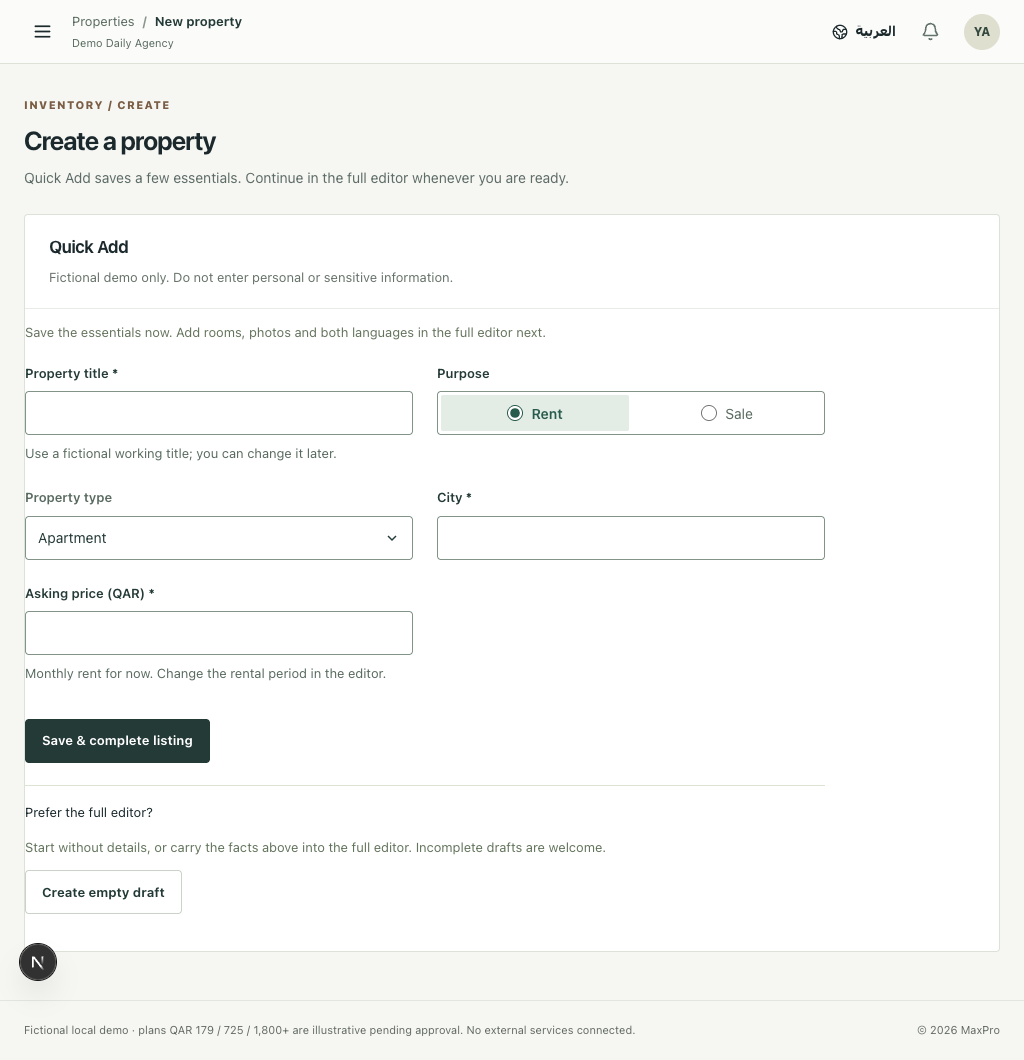 Properties / New property
Demo Daily Agency
العربية
YA
INVENTORY / CREATE
Create a property
Quick Add saves a few essentials. Continue in the full editor whenever you are ready.
Quick Add
Fictional demo only. Do not enter personal or sensitive information.
Save the essentials now. Add rooms, photos and both languages in the full editor next.
Property title *
Purpose
Rent
Sale
Use a fictional working title; you can change it later.
Property type
City *
Apartment
Asking price (QAR) *
Monthly rent for now. Change the rental period in the editor.
Save & complete listing
Prefer the full editor?
Start without details, or carry the facts above into the full editor. Incomplete drafts are welcome.
Create empty draft
N
Fictional local demo · plans QAR 179 / 725 / 1,800+ are illustrative pending approval. No external services connected.
© 2026 MaxPro